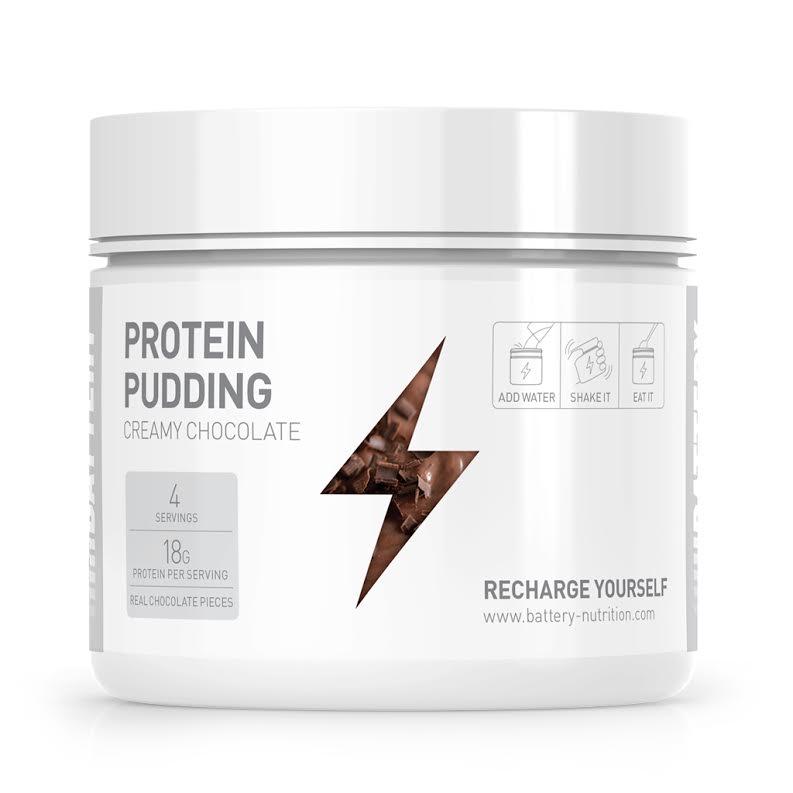 PROTEIN
PUDDING
CREAMY CHOCOLATE
ADD WATER
SHAKE IT
EAT IT
4
SERVINGS
18G
PROTEIN PER SERVING
REAL CHOCOLATE PIECES
RECHARGE YOURSELF
www.battery-nutrition.com